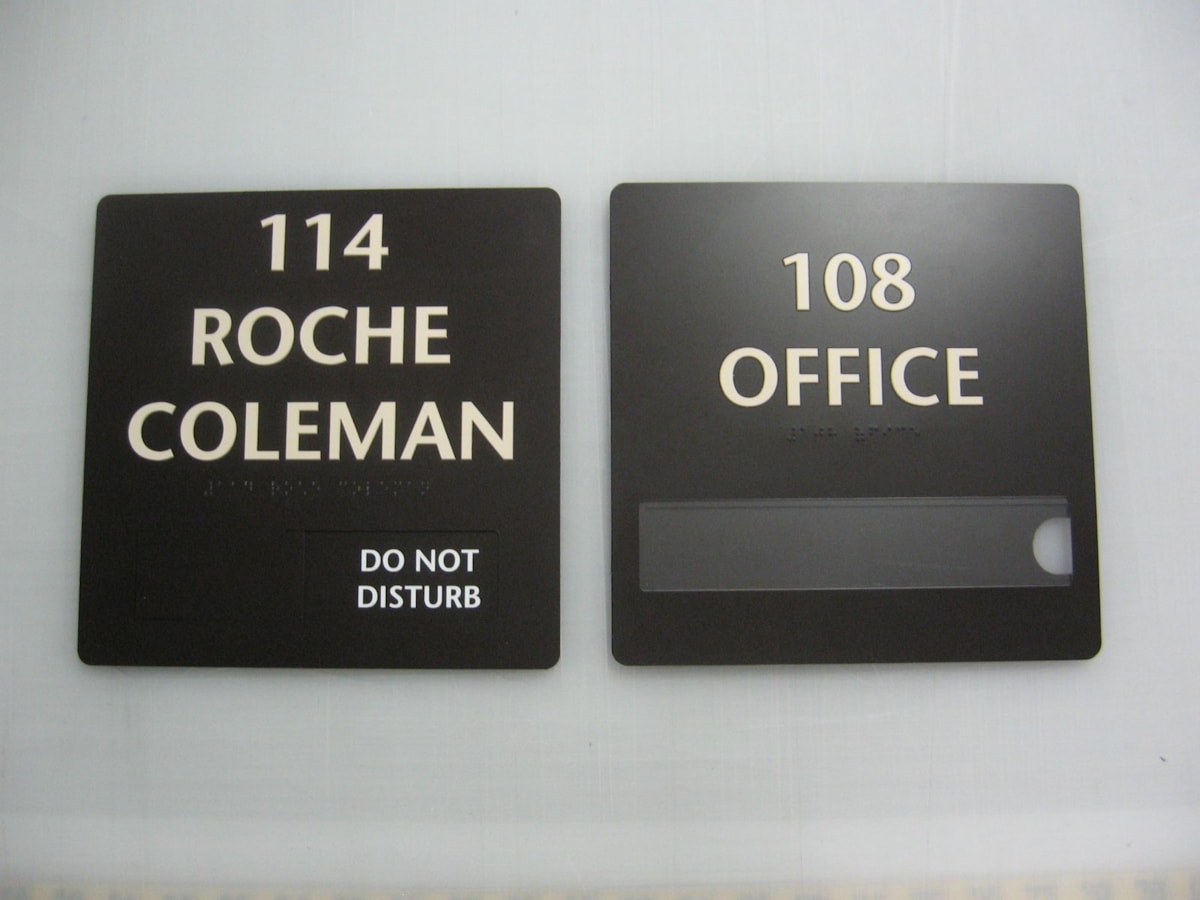 114
ROCHE
COLEMAN
DO NOT
DISTURB
108
OFFICE